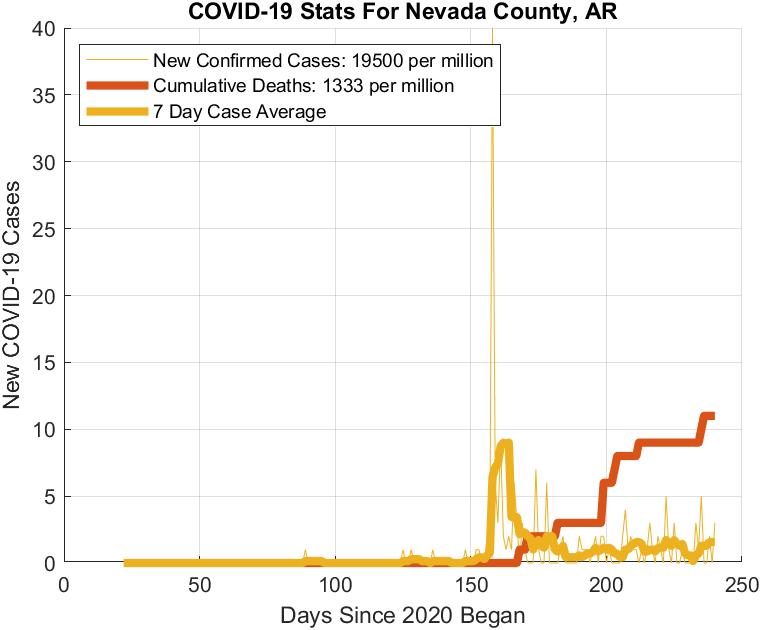 COVID-19 Stats For Nevada County, AR
New Confirmed Cases: 19500 per million
Cumulative Deaths: 1333 per million
7 Day Case Average
New COVID-19 Cases
40
35
30
25
20
15
10
5
0
0 50 100 150 200 250
Days Since 2020 Began